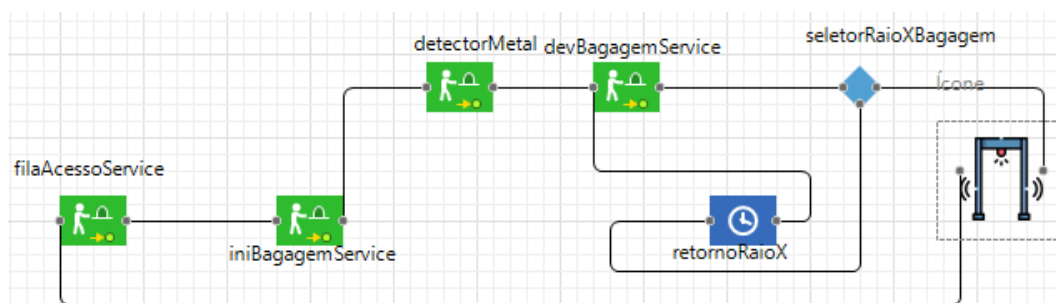 detectorMetal
devBagagemService
seletorRaioXBagagem
Ícone
filaAcessoService
iniBagagemService
retornoRaioX